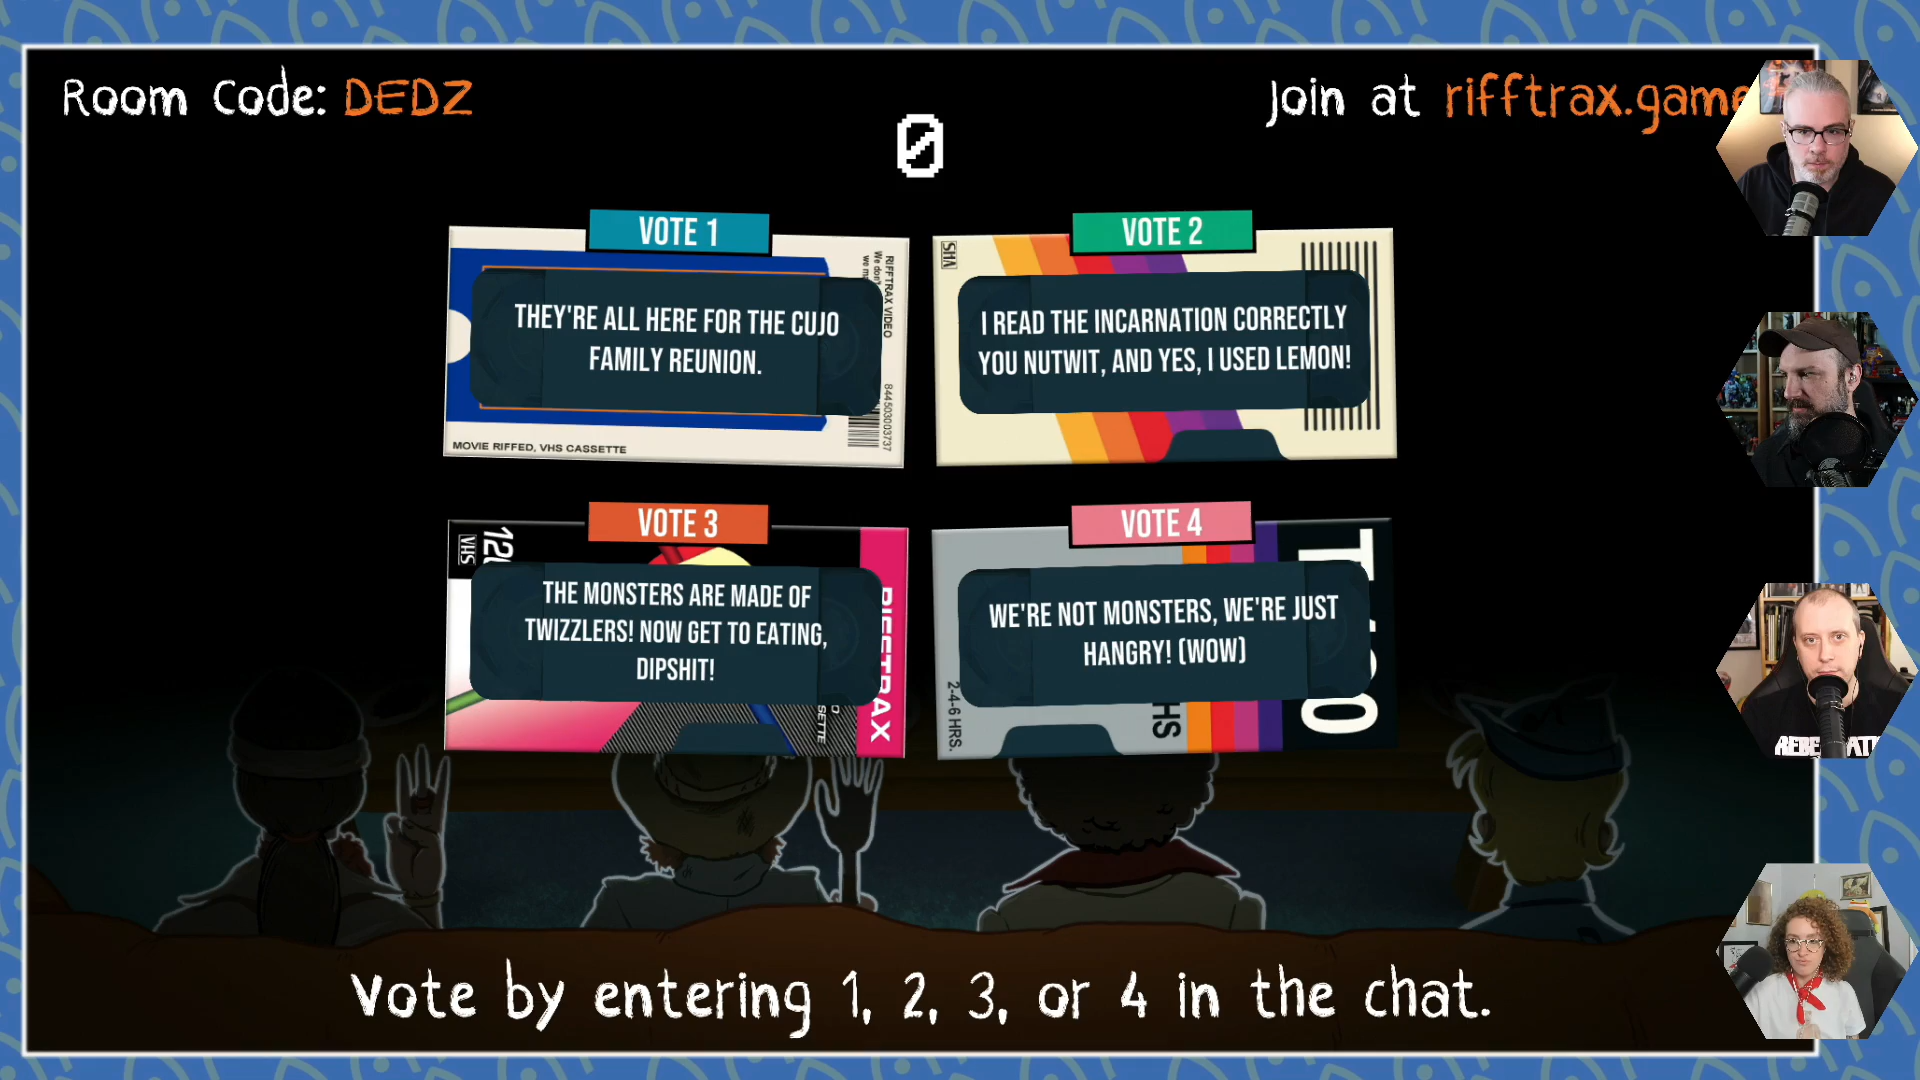 Room Code: DEDZ
Join at rifftrax.game
0
VOTE 1
THEY'RE ALL HERE FOR THE CUJO
FAMILY REUNION.
RIFFTRAX VIDEO
844503003737
MOVIE RIFFED, VHS CASSETTE
VOTE 2
I READ THE INCARNATION CORRECTLY
YOU NUTWIT, AND YES, I USED LEMON!
VOTE 3
VHS
120
THE MONSTERS ARE MADE OF
TWIZZLERS! NOW GET TO EATING,
DIPSHIT!
RIFFTRAX
VOTE 4
WE'RE NOT MONSTERS, WE'RE JUST
HANGRY! (WOW)
2-4-6 HRS.
Vote by entering 1, 2, 3, or 4 in the chat.